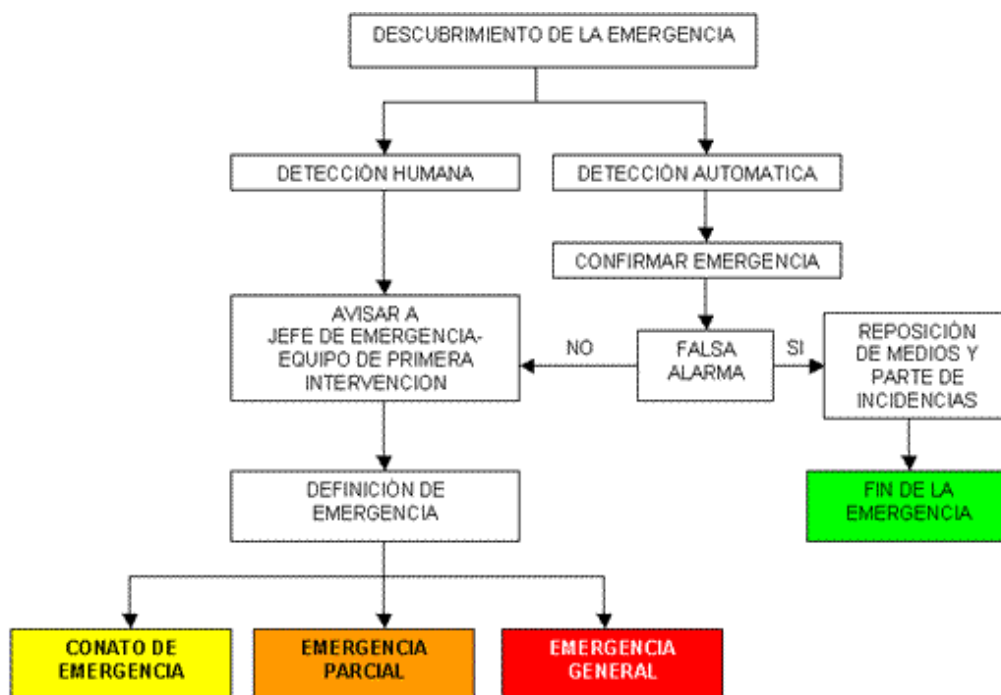 DESCUBRIMIENTO DE LA EMERGENCIA
DETECCIÓN HUMANA
DETECCIÓN AUTOMATICA
CONFIRMAR EMERGENCIA
AVISAR A
JEFE DE EMERGENCIA-
EQUIPO DE PRIMERA
INTERVENCION
NO
FALSA
ALARMA
SI
REPOSICIÓN
DE MEDIOS Y
PARTE DE
INCIDENCIAS
DEFINICIÓN DE
EMERGENCIA
FIN DE LA
EMERGENCIA
CONATO DE
EMERGENCIA
EMERGENCIA
PARCIAL
EMERGENCIA
GENERAL